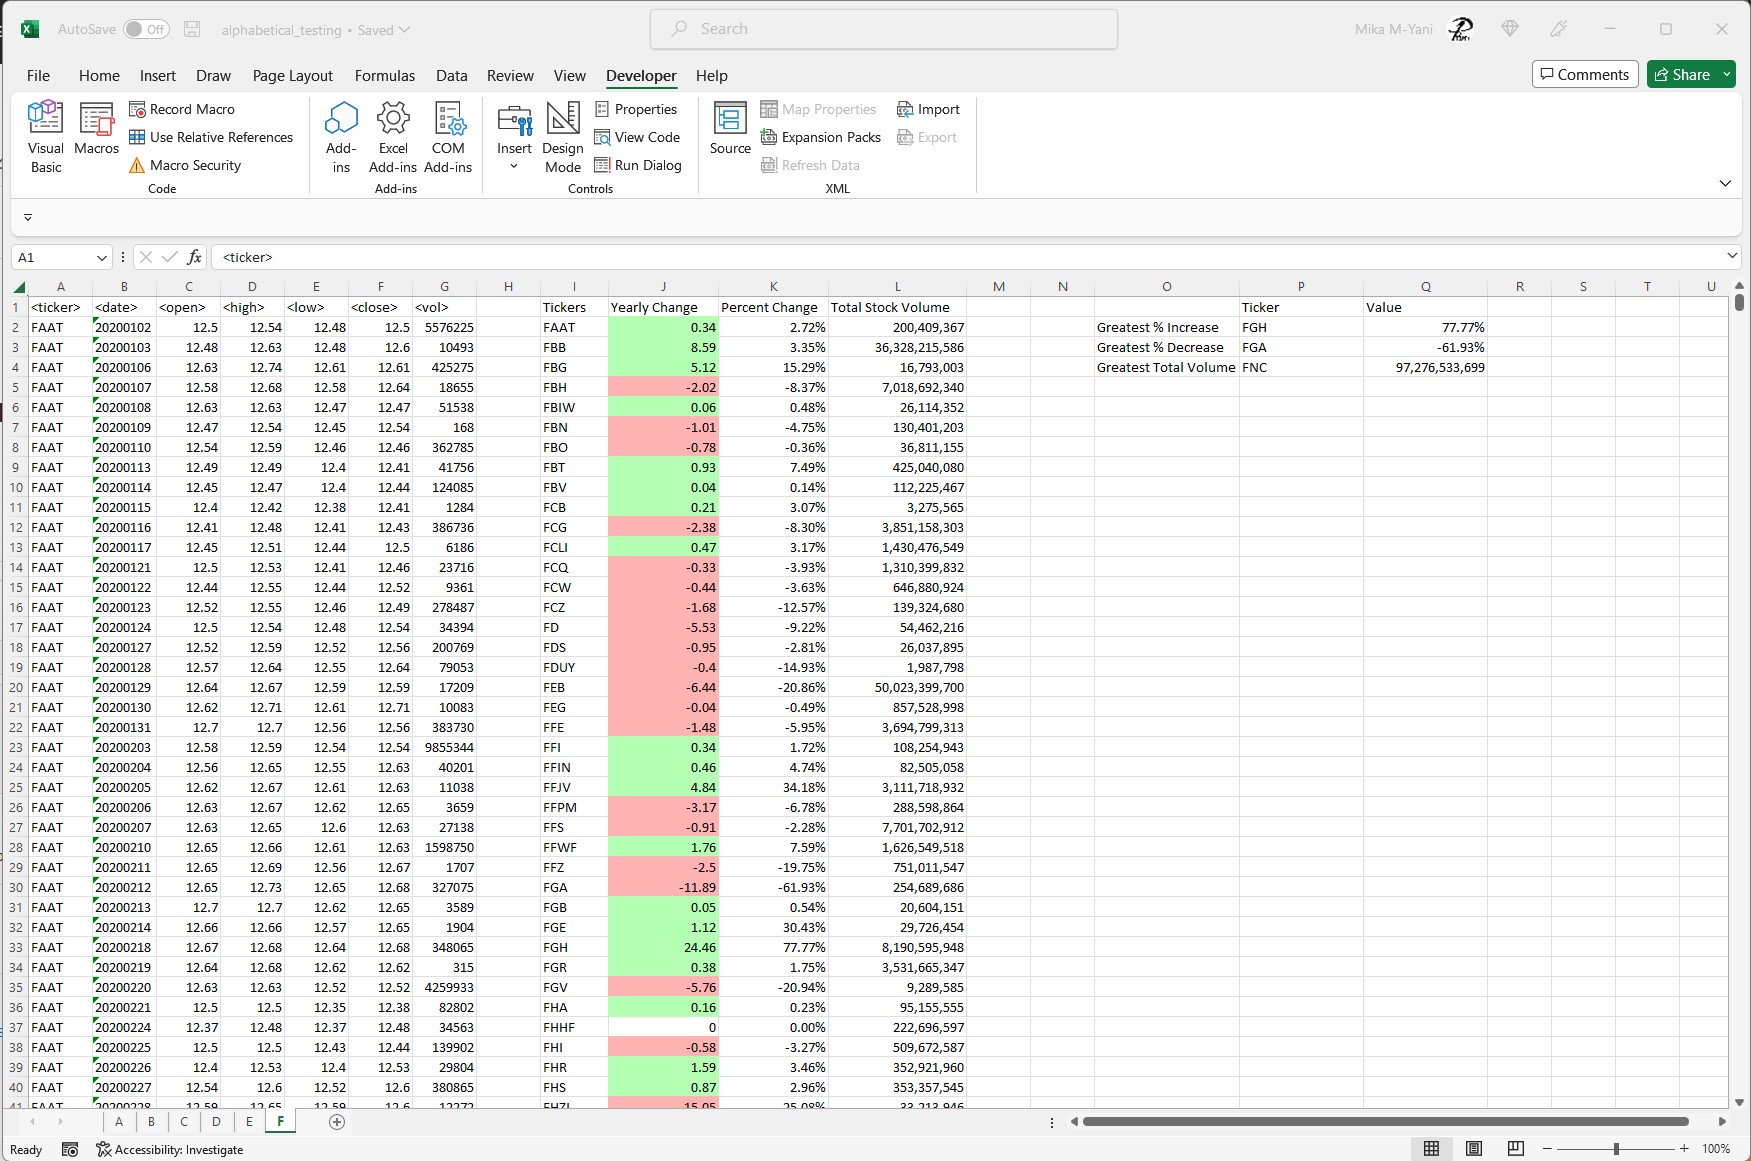 AutoSave Off alphabetical_testing • Saved Search Mika M-Yani
File Home Insert Draw Page Layout Formulas Data Review View Developer Help Comments Share
Visual Basic
Macros
Record Macro
Use Relative References
Macro Security
Code
Add-ins
Excel Add-ins
COM Add-ins
Add-ins
Insert
Design Mode
Properties
View Code
Run Dialog
Controls
Source
Map Properties
Expansion Packs
Refresh Data
Import
Export
XML
A1 fx <ticker>
A B C D E F G H I J K L M N O P Q R S T U
1 <ticker> <date> <open> <high> <low> <close> <vol> Tickers Yearly Change Percent Change Total Stock Volume Ticker Value
2 FAAT 20200102 12.5 12.54 12.48 12.5 5576225 FAAT 0.34 2.72% 200,409,367 Greatest % Increase FGH 77.77%
3 FAAT 20200103 12.48 12.63 12.48 12.6 10493 FBB 8.59 3.35% 36,328,215,586 Greatest % Decrease FGA -61.93%
4 FAAT 20200106 12.63 12.74 12.61 12.61 425275 FBG 5.12 15.29% 16,793,003 Greatest Total Volume FNC 97,276,533,699
5 FAAT 20200107 12.58 12.68 12.58 12.64 18655 FBH -2.02 -8.37% 7,018,692,340
6 FAAT 20200108 12.63 12.63 12.47 12.47 51538 FBIW 0.06 0.48% 26,114,352
7 FAAT 20200109 12.47 12.54 12.45 12.54 168 FBN -1.01 -4.75% 130,401,203
8 FAAT 20200110 12.54 12.59 12.46 12.46 362785 FBO -0.78 -0.36% 36,811,155
9 FAAT 20200113 12.49 12.49 12.4 12.41 41756 FBT 0.93 7.49% 425,040,080
10 FAAT 20200114 12.45 12.47 12.4 12.44 124085 FBV 0.04 0.14% 112,225,467
11 FAAT 20200115 12.4 12.42 12.38 12.41 1284 FCB 0.21 3.07% 3,275,565
12 FAAT 20200116 12.41 12.48 12.41 12.43 386736 FCG -2.38 -8.30% 3,851,158,303
13 FAAT 20200117 12.45 12.51 12.44 12.5 6186 FCLI 0.47 3.17% 1,430,476,549
14 FAAT 20200121 12.5 12.53 12.41 12.46 23716 FCQ -0.33 -3.93% 1,310,399,832
15 FAAT 20200122 12.44 12.55 12.44 12.52 9361 FCW -0.44 -3.63% 646,880,924
16 FAAT 20200123 12.52 12.55 12.46 12.49 278487 FCZ -1.68 -12.57% 139,324,680
17 FAAT 20200124 12.5 12.54 12.48 12.54 34394 FD -5.53 -9.22% 54,462,216
18 FAAT 20200127 12.52 12.59 12.52 12.56 200769 FDS -0.95 -2.81% 26,037,895
19 FAAT 20200128 12.57 12.64 12.55 12.64 79053 FDUY -0.4 -14.93% 1,987,798
20 FAAT 20200129 12.64 12.67 12.59 12.59 17209 FEB -6.44 -20.86% 50,023,399,700
21 FAAT 20200130 12.62 12.71 12.61 12.71 10083 FEG -0.04 -0.49% 857,528,998
22 FAAT 20200131 12.7 12.7 12.56 12.56 383730 FFE -1.48 -5.95% 3,694,799,313
23 FAAT 20200203 12.58 12.59 12.54 12.54 9855344 FFI 0.34 1.72% 108,254,943
24 FAAT 20200204 12.56 12.65 12.55 12.63 40201 FFIN 0.46 4.74% 82,505,058
25 FAAT 20200205 12.62 12.67 12.61 12.63 11038 FFJV 4.84 34.18% 3,111,718,932
26 FAAT 20200206 12.63 12.67 12.62 12.65 3659 FFPM -3.17 -6.78% 288,598,864
27 FAAT 20200207 12.63 12.65 12.6 12.63 27138 FFS -0.91 -2.28% 7,701,702,912
28 FAAT 20200210 12.65 12.66 12.61 12.63 1598750 FFWF 1.76 7.59% 1,626,549,518
29 FAAT 20200211 12.65 12.69 12.56 12.67 1707 FFZ -2.5 -19.75% 751,011,547
30 FAAT 20200212 12.65 12.73 12.65 12.68 327075 FGA -11.89 -61.93% 254,689,686
31 FAAT 20200213 12.7 12.7 12.62 12.65 3589 FGB 0.05 0.54% 20,604,151
32 FAAT 20200214 12.66 12.66 12.57 12.65 1904 FGE 1.12 30.43% 29,726,454
33 FAAT 20200218 12.67 12.68 12.64 12.68 348065 FGH 24.46 77.77% 8,190,595,948
34 FAAT 20200219 12.64 12.68 12.62 12.62 315 FGR 0.38 1.75% 3,531,665,347
35 FAAT 20200220 12.63 12.63 12.52 12.52 4259933 FGV -5.76 -20.94% 9,289,585
36 FAAT 20200221 12.5 12.5 12.35 12.38 82802 FHA 0.16 0.23% 95,155,555
37 FAAT 20200224 12.37 12.48 12.37 12.48 34563 FHHF 0 0.00% 222,696,597
38 FAAT 20200225 12.5 12.5 12.43 12.44 139902 FHI -0.58 -3.27% 509,672,587
39 FAAT 20200226 12.4 12.53 12.4 12.53 29804 FHR 1.59 3.46% 352,921,960
40 FAAT 20200227 12.54 12.6 12.52 12.6 380865 FHS 0.87 2.96% 353,357,545
A B C D E F
Ready Accessibility: Investigate 100%